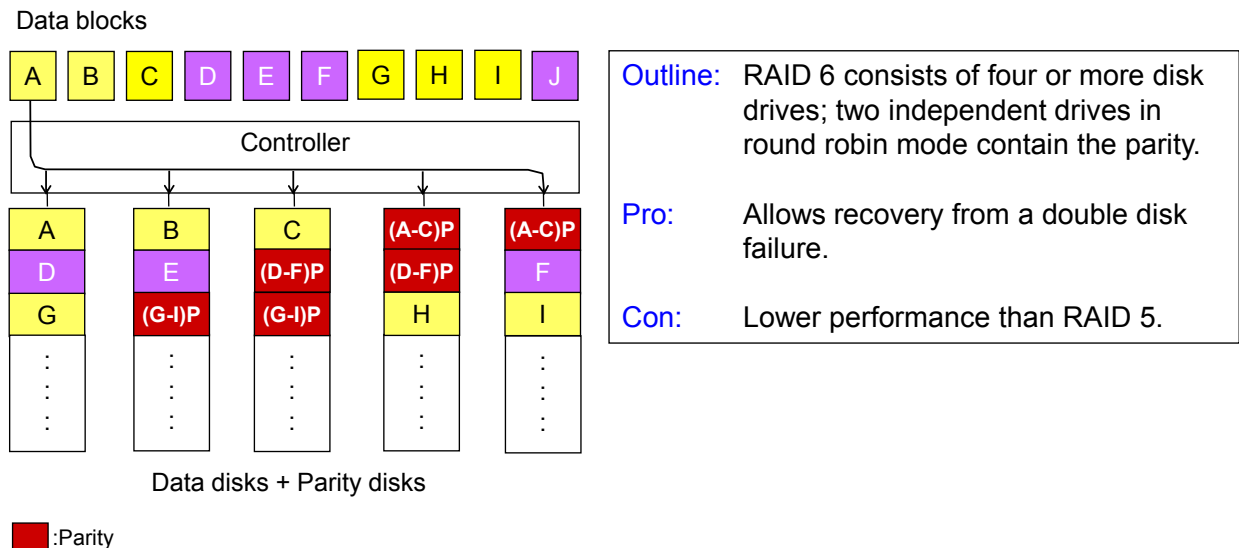 Data blocks
A B C D E F G H I J
Controller
A B C (A-C)P (A-C)P
D E (D-F)P (D-F)P F
G (G-I)P (G-I)P H I
: : : : :
: : : : :
Data disks + Parity disks
:Parity
Outline: RAID 6 consists of four or more disk
drives; two independent drives in
round robin mode contain the parity.
Pro: Allows recovery from a double disk
failure.
Con: Lower performance than RAID 5.